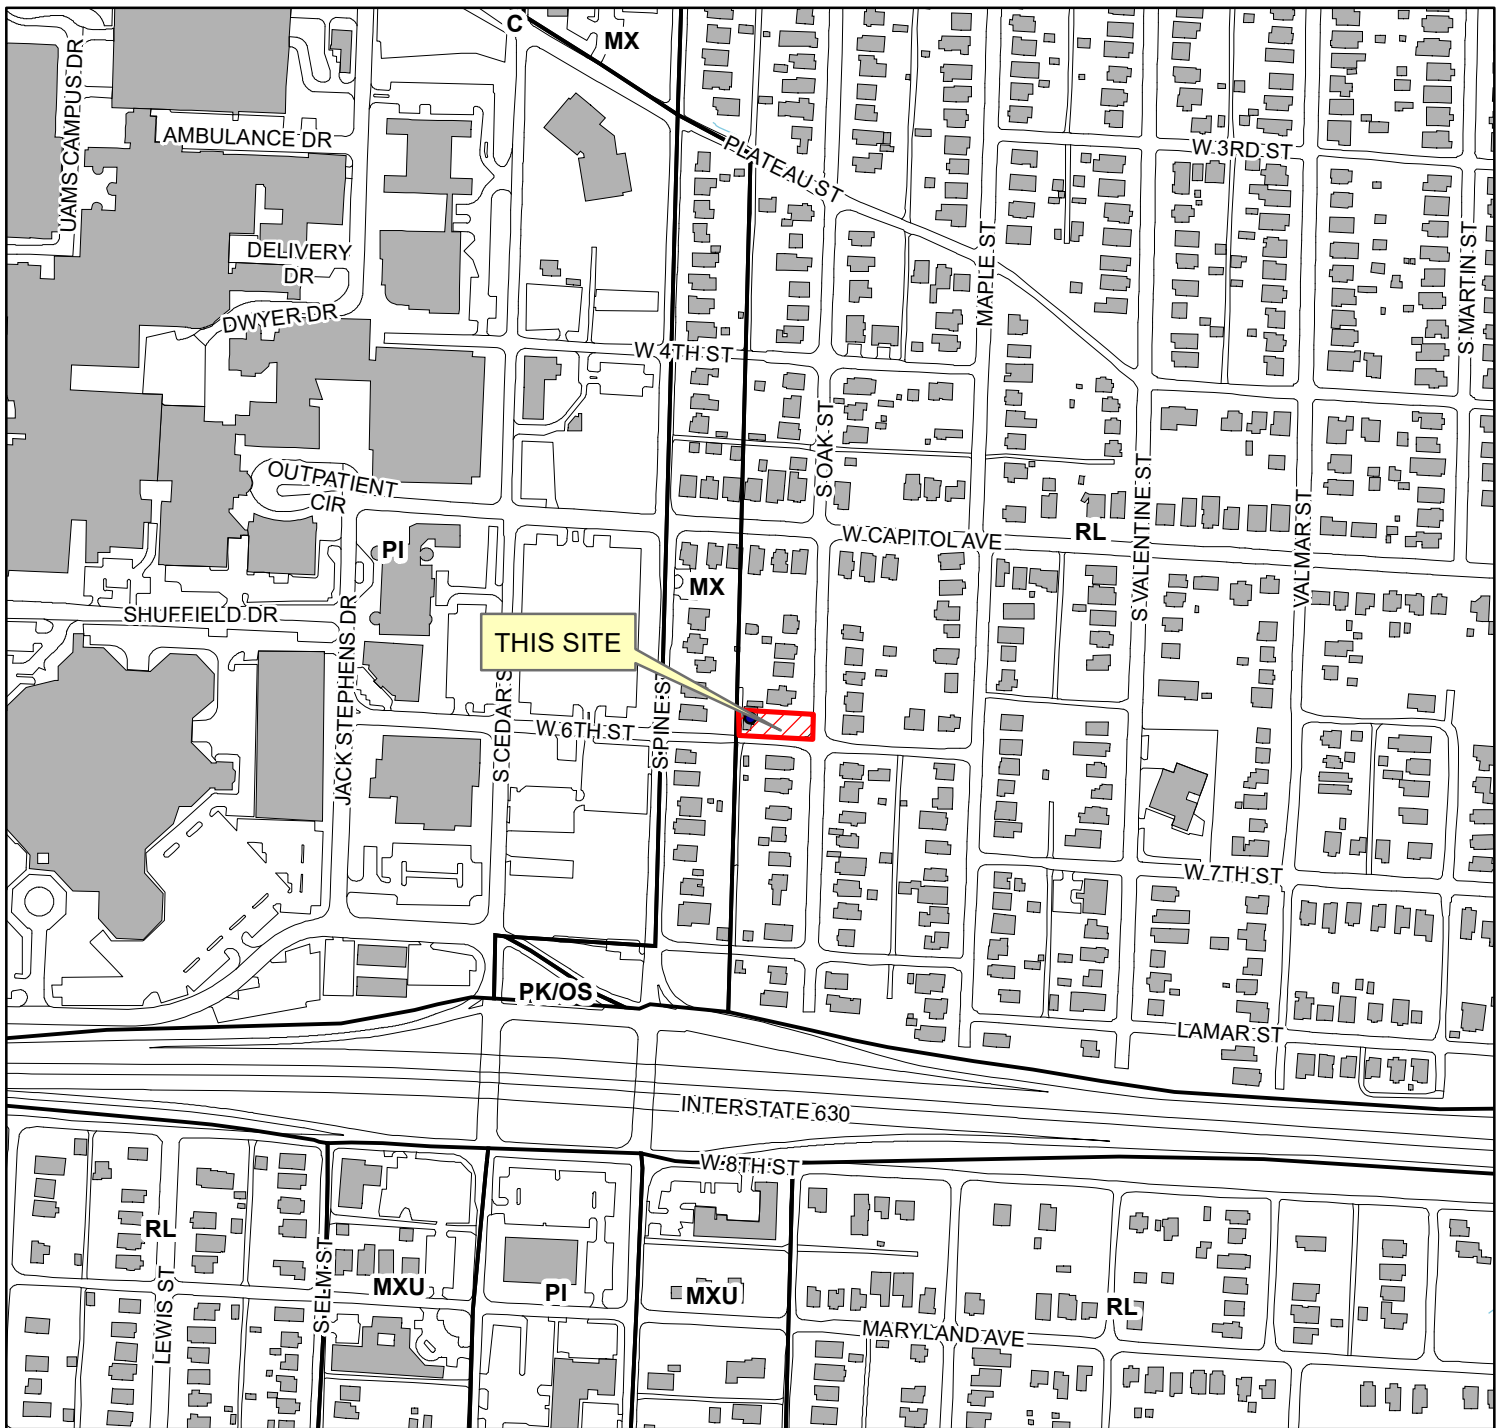 C
MX
UAMS CAMPUS DR
AMBULANCE DR
PLATEAU ST
W 3RD ST
DELIVERY
DR
MAPLE ST
S MARTIN ST
DWYER DR
W 4TH ST
S OAK ST
OUTPATIENT
CIR
S VALENTINE ST
VALMAR ST
W CAPITOL AVE
RL
PI
MX
SHUFFIELD DR
THIS SITE
JACK STEPHENS DR
S CEDAR S
S PINE S
W 6TH ST
W 7TH ST
PK/OS
LAMAR ST
INTERSTATE 630
W 8TH ST
RL
S ELM ST
MXU
PI
MXU
RL
LEWIS ST
MARYLAND AVE